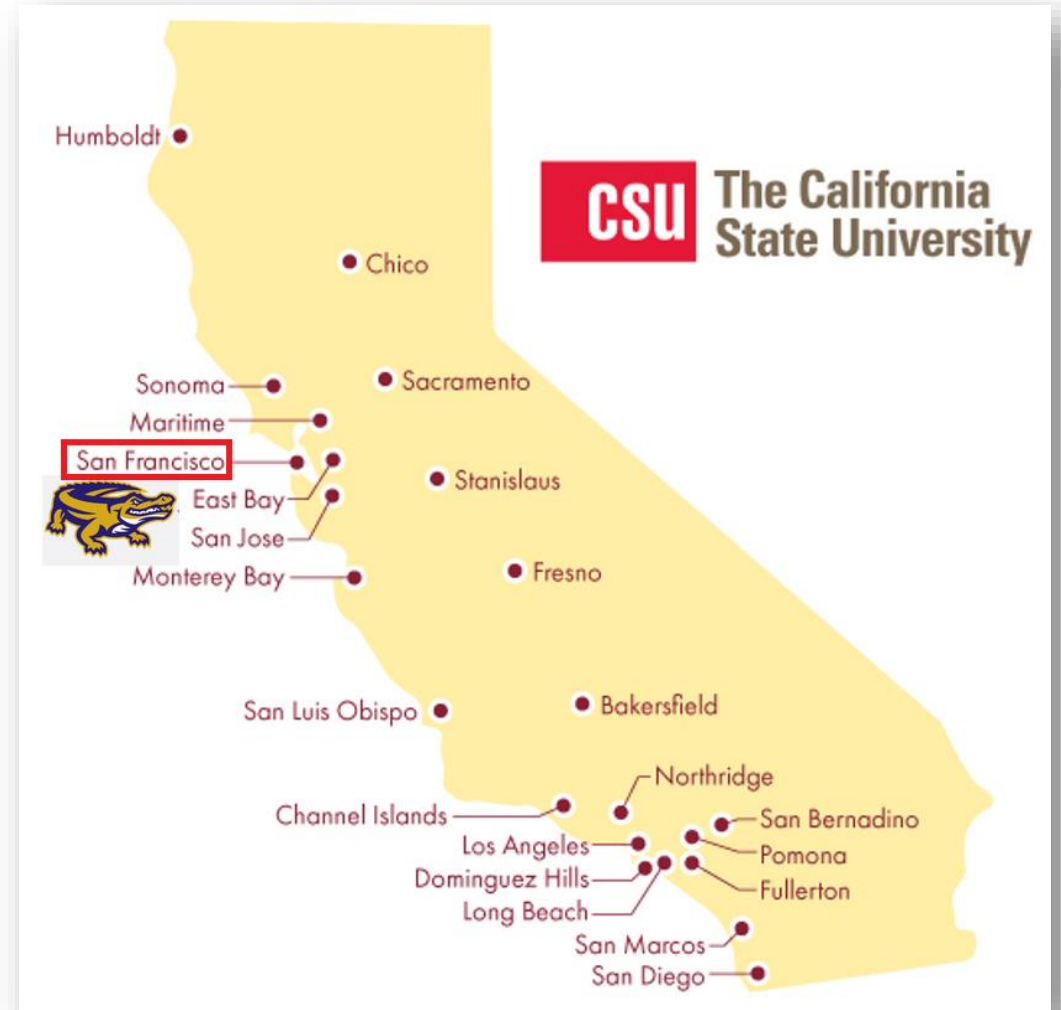 Humboldt
CSU
The California
State University
Chico
Sonoma
Sacramento
Maritime
San Francisco
East Bay
Stanislaus
San Jose
Monterey Bay
Fresno
San Luis Obispo
Bakersfield
Northridge
Channel Islands
San Bernadino
Los Angeles
Pomona
Dominguez Hills
Fullerton
Long Beach
San Marcos
San Diego